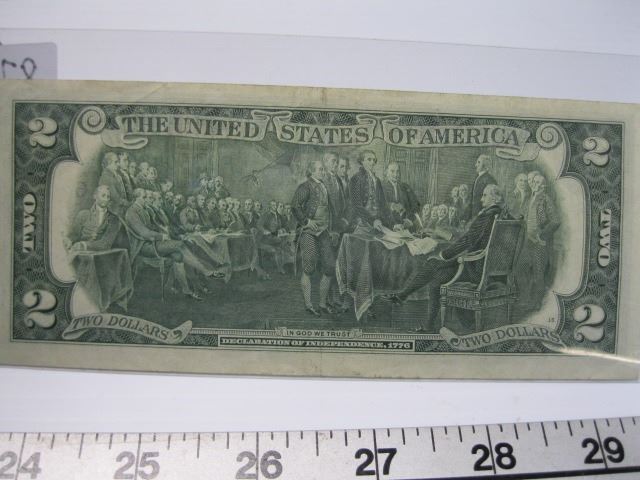 2 THE UNITED STATES OF AMERICA 2
TWO TWO
2 2
TWO DOLLARS IN GOD WE TRUST TWO DOLLARS
DECLARATION OF INDEPENDENCE, 1776
24 25 26 27 28 29